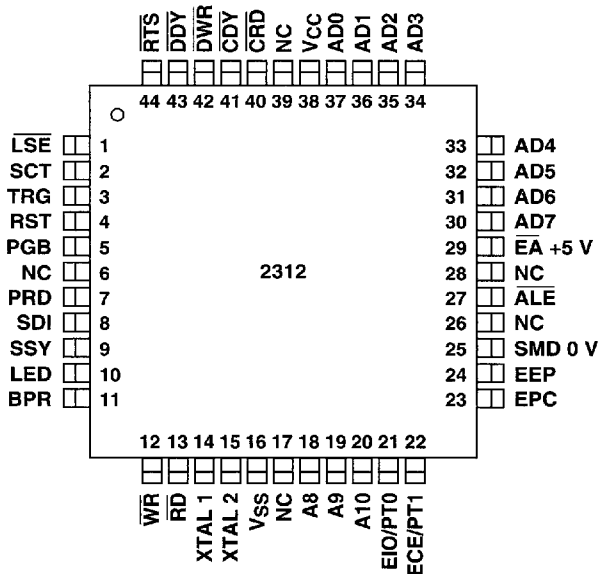 RTS DDY DWR CDY CRD NC VCC AD0 AD1 AD2 AD3
44 43 42 41 40 39 38 37 36 35 34
LSE 1 33 AD4
SCT 2 32 AD5
TRG 3 31 AD6
RST 4 30 AD7
PGB 5 29 EA +5 V
NC 6 2312 28 NC
PRD 7 27 ALE
SDI 8 26 NC
SSY 9 25 SMD 0 V
LED 10 24 EEP
BPR 11 23 EPC
12 13 14 15 16 17 18 19 20 21 22
WR RD XTAL 1 XTAL 2 VSS NC A8 A9 A10 EIO/PT0 ECE/PT1